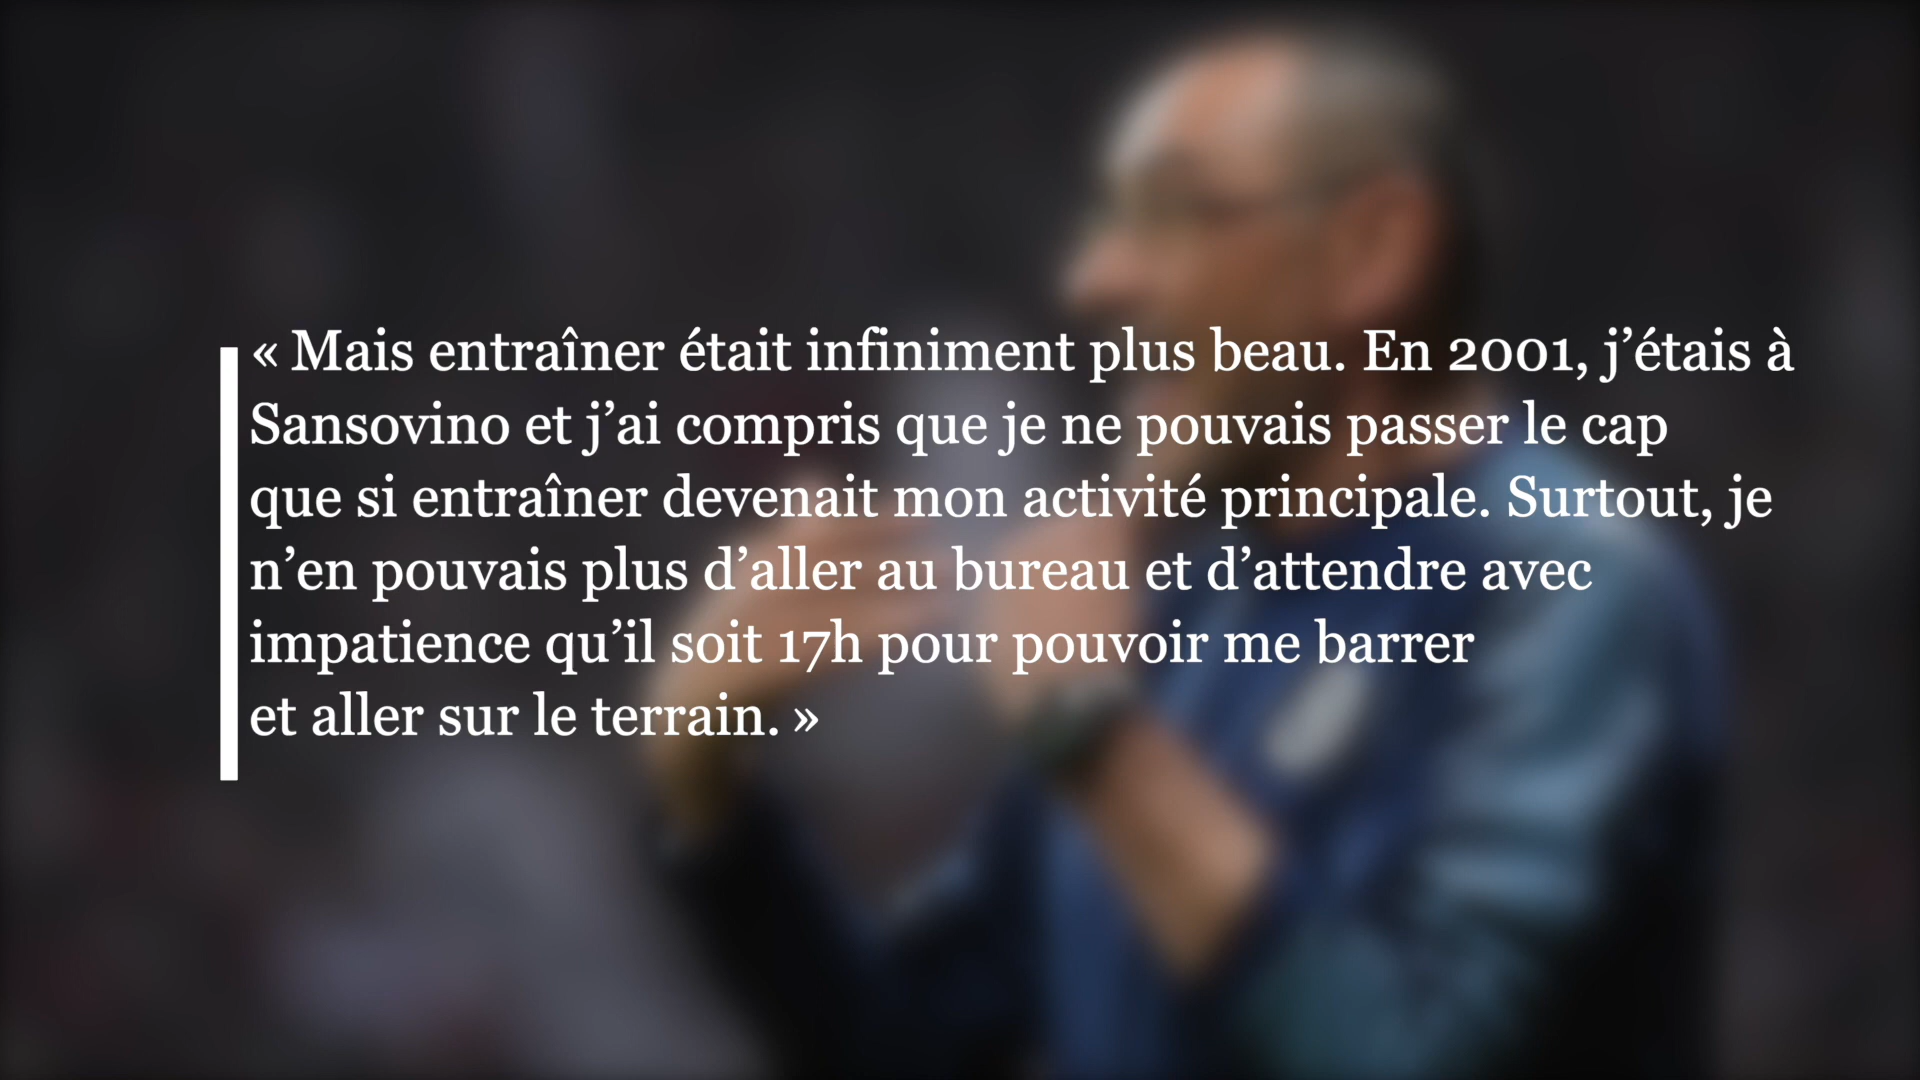 « Mais entraîner était infiniment plus beau. En 2001, j’étais à
Sansovino et j’ai compris que je ne pouvais passer le cap
que si entraîner devenait mon activité principale. Surtout, je
n’en pouvais plus d’aller au bureau et d’attendre avec
impatience qu’il soit 17h pour pouvoir me barrer
et aller sur le terrain. »